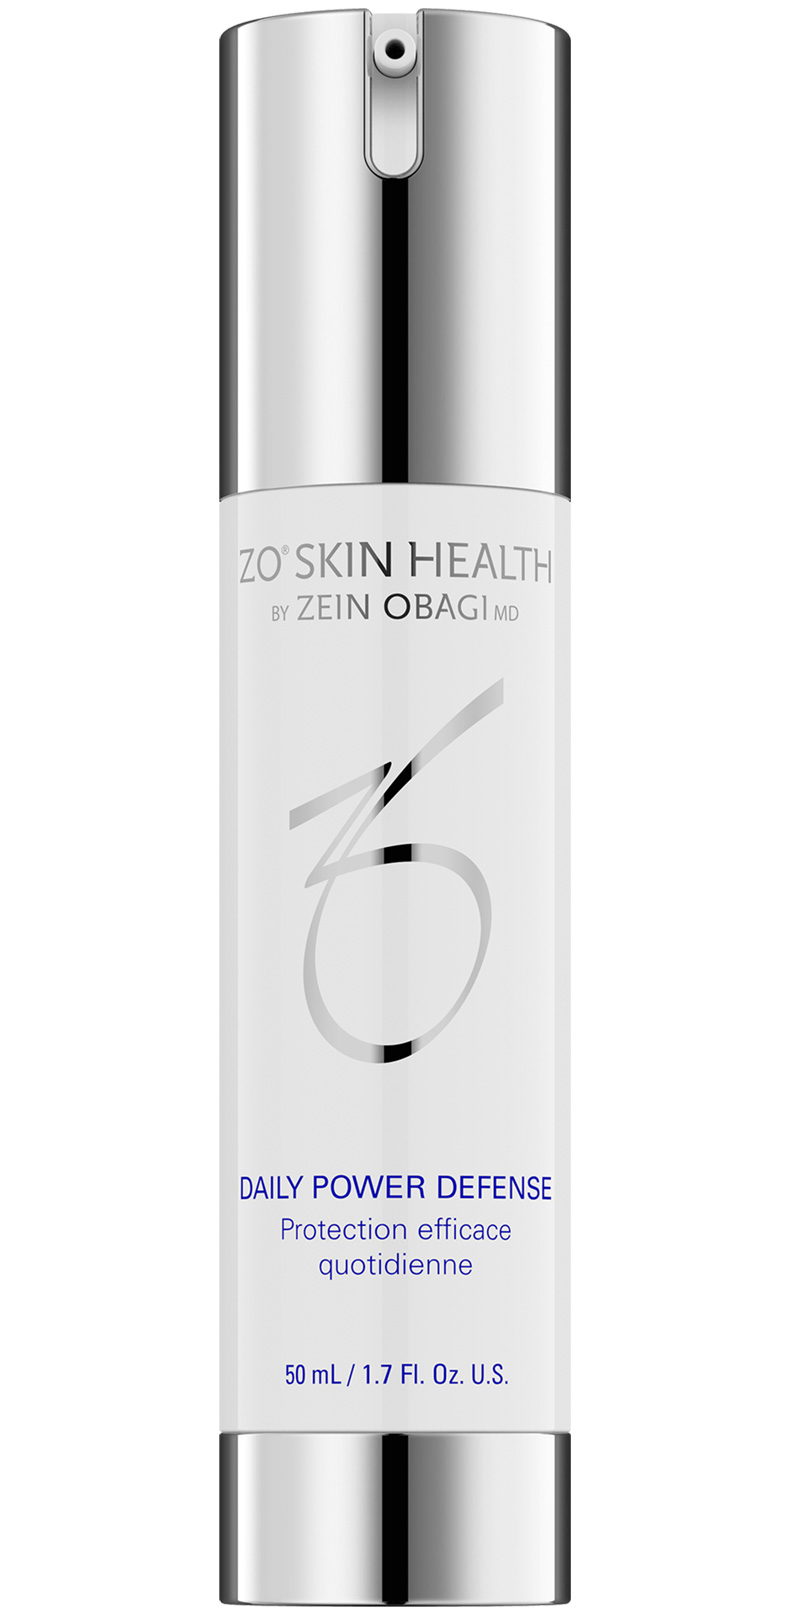 ZO® SKIN HEALTH
BY ZEIN OBAGI MD
DAILY POWER DEFENSE
Protection efficace
quotidienne
50 mL / 1.7 Fl. Oz. U.S.